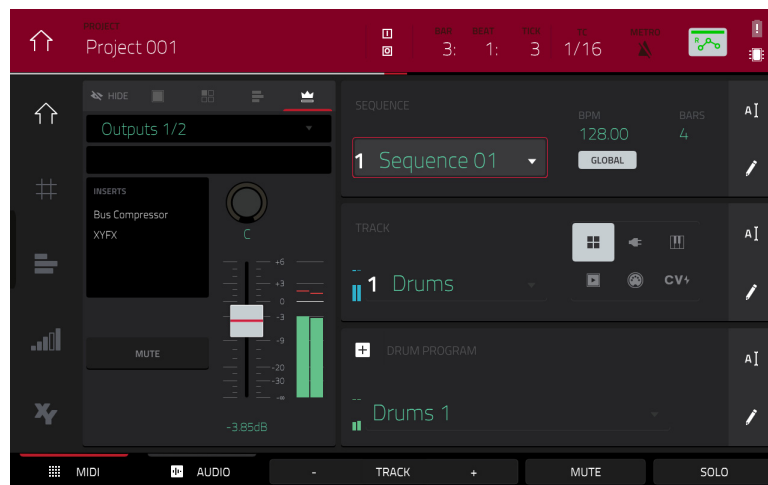 PROJECT
Project 001
BAR BEAT TICK TC METRO
3: 1: 3 1/16
R
HIDE
Outputs 1/2
INSERTS
Bus Compressor
XYFX
C
+6
+3
0
-3
-9
-20
-30
-∞
MUTE
-3.85dB
SEQUENCE
BPM BARS
128.00 4
1 Sequence 01
GLOBAL
TRACK
1 Drums
CV
DRUM PROGRAM
Drums 1
A
A
A
XY
MIDI AUDIO - TRACK + MUTE SOLO